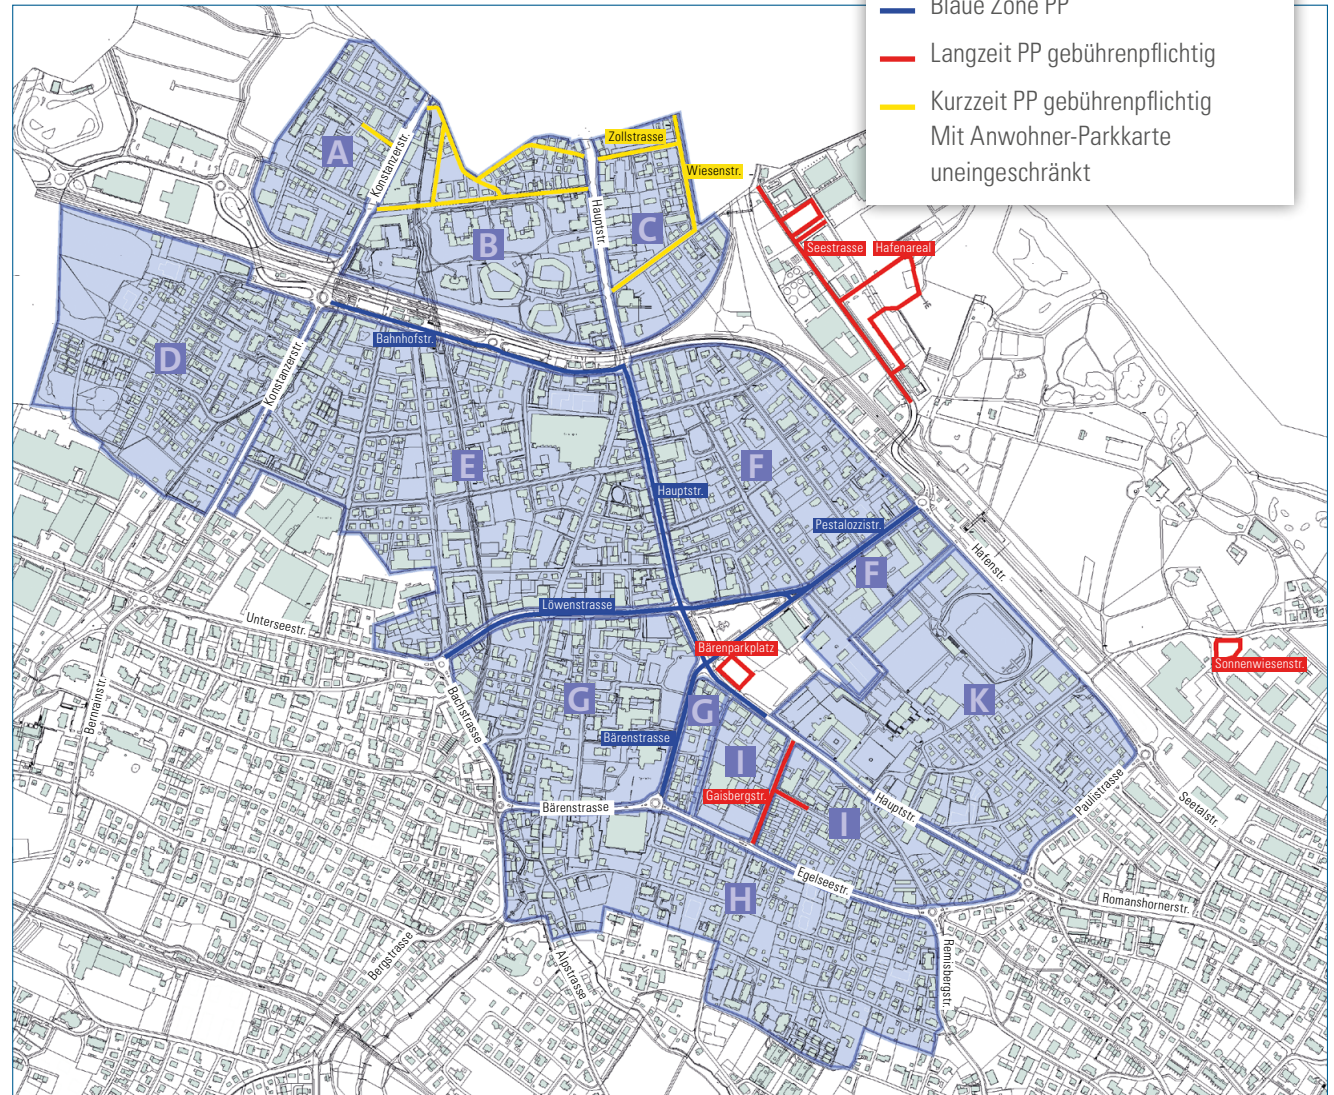 Blaue Zone PP
Langzeit PP gebührenpflichtig
Kurzzeit PP gebührenpflichtig
Mit Anwohner-Parkkarte
uneingeschränkt
A
Konstanzerstr.
Zollstrasse
Wiesenstr.
B
Hauptstr.
C
Seestrasse
Hafenareal
Bahnhofstr.
D
Konstanzerstr.
E
F
Hauptstr.
Pestalozzistr.
Hafenstr.
F
Löwenstrasse
Unterseestr.
Bärenparkplatz
Sonnenwiesenstr.
Bernrainstr.
Bachstrasse
G
G
K
Bärenstrasse
I
Gaisbergstr.
Bärenstrasse
Hauptstr.
I
Paulistrasse
Seetalstr.
Egelseestr.
H
Romanshornerstr.
Bergstrasse
Alpstrasse
Remisbergstr.